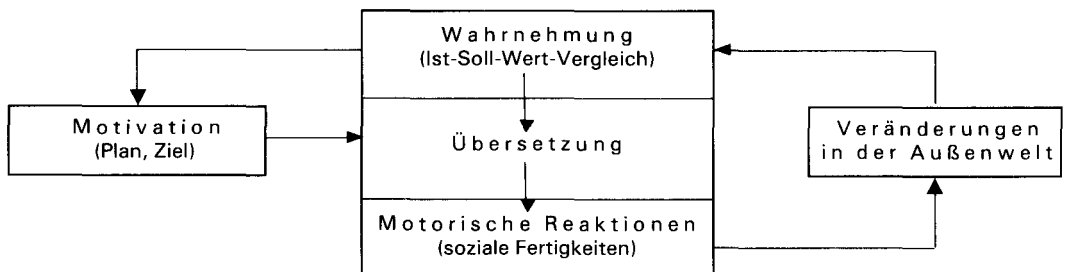 Wahrnehmung
(Ist-Soll-Wert-Vergleich)
Motivation
(Plan, Ziel)
Übersetzung
Veränderungen
in der Außenwelt
Motorische Reaktionen
(soziale Fertigkeiten)